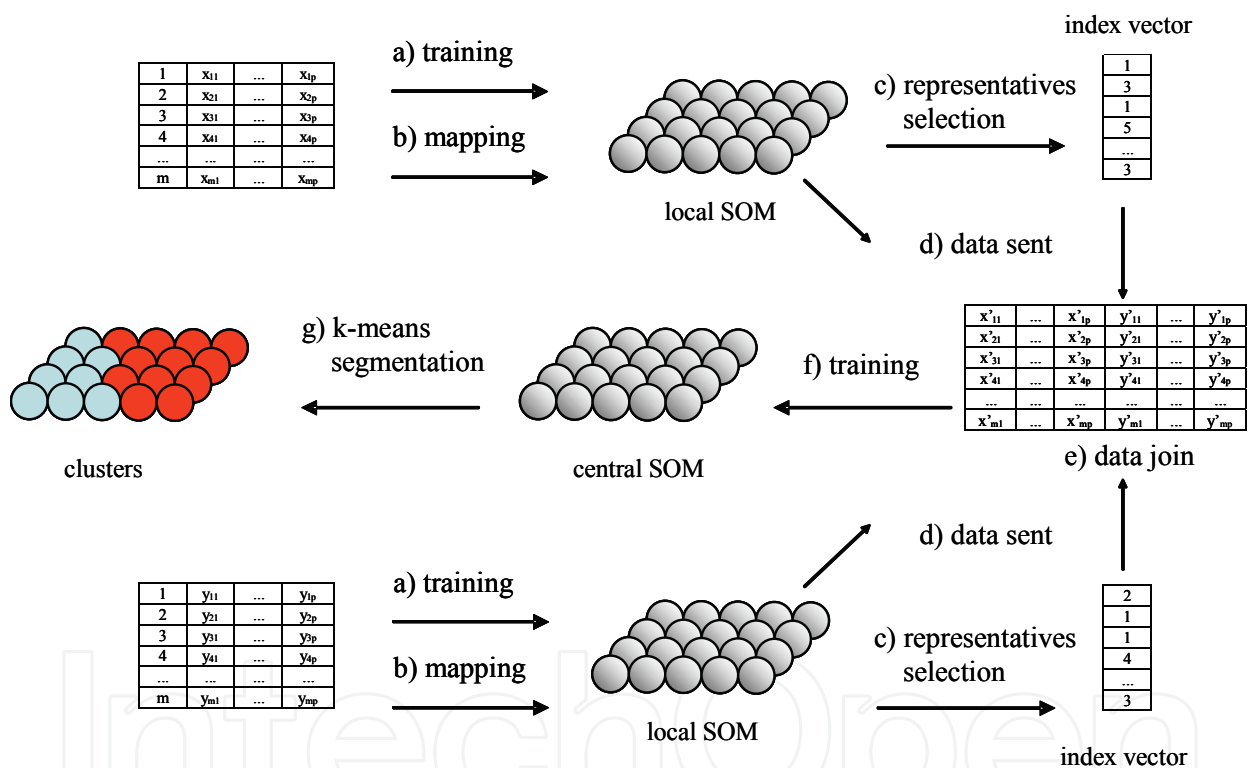 index vector
a) training
1 x11 ... x1p
2 x21 ... x2p
3 x31 ... x3p
4 x41 ... x4p
... ... ... ...
m xm1 ... xmp
b) mapping
local SOM
c) representatives
selection
1
3
1
5
...
3
d) data sent
x'11 ... x'1p y'11 ... y'1p
x'21 ... x'2p y'21 ... y'2p
x'31 ... x'3p y'31 ... y'3p
x'41 ... x'4p y'41 ... y'4p
... ... ... ... ... ...
x'm1 ... x'mp y'm1 ... y'mp
e) data join
f) training
central SOM
g) k-means
segmentation
clusters
d) data sent
a) training
1 y11 ... y1p
2 y21 ... y2p
3 y31 ... y3p
4 y41 ... y4p
... ... ... ...
m ym1 ... ymp
b) mapping
local SOM
c) representatives
selection
2
1
1
4
...
3
index vector
IntechOpen